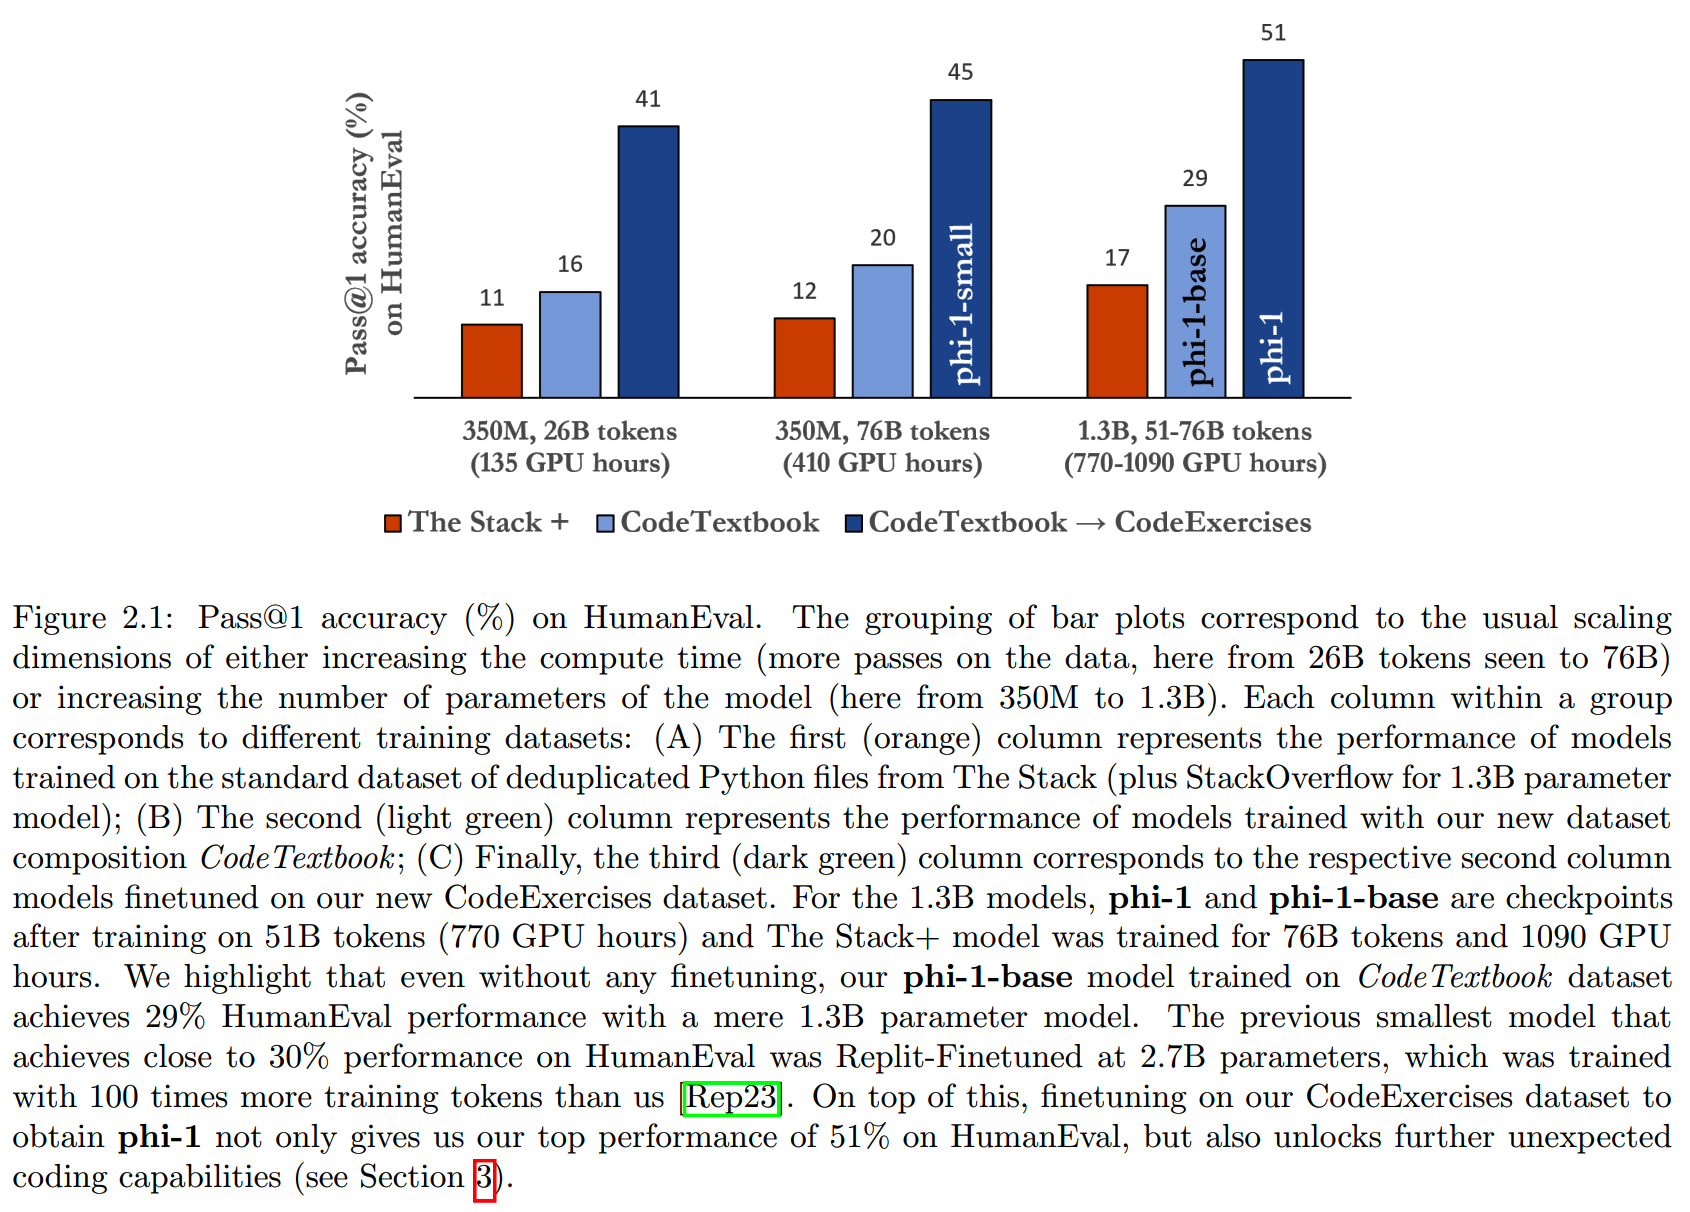 Pass@1 accuracy (%)
on HumanEval
11
16
41
12
20
45
phi-1-small
17
29
phi-1-base
51
phi-1
350M, 26B tokens
(135 GPU hours)
350M, 76B tokens
(410 GPU hours)
1.3B, 51-76B tokens
(770-1090 GPU hours)
The Stack +
CodeTextbook
CodeTextbook → CodeExercises
Figure 2.1: Pass@1 accuracy (%) on HumanEval. The grouping of bar plots correspond to the usual scaling
dimensions of either increasing the compute time (more passes on the data, here from 26B tokens seen to 76B)
or increasing the number of parameters of the model (here from 350M to 1.3B). Each column within a group
corresponds to different training datasets: (A) The first (orange) column represents the performance of models
trained on the standard dataset of deduplicated Python files from The Stack (plus StackOverflow for 1.3B parameter
model); (B) The second (light green) column represents the performance of models trained with our new dataset
composition CodeTextbook; (C) Finally, the third (dark green) column corresponds to the respective second column
models finetuned on our new CodeExercises dataset. For the 1.3B models, phi-1 and phi-1-base are checkpoints
after training on 51B tokens (770 GPU hours) and The Stack+ model was trained for 76B tokens and 1090 GPU
hours. We highlight that even without any finetuning, our phi-1-base model trained on CodeTextbook dataset
achieves 29% HumanEval performance with a mere 1.3B parameter model. The previous smallest model that
achieves close to 30% performance on HumanEval was Replit-Finetuned at 2.7B parameters, which was trained
with 100 times more training tokens than us [Rep23]. On top of this, finetuning on our CodeExercises dataset to
obtain phi-1 not only gives us our top performance of 51% on HumanEval, but also unlocks further unexpected
coding capabilities (see Section 3).